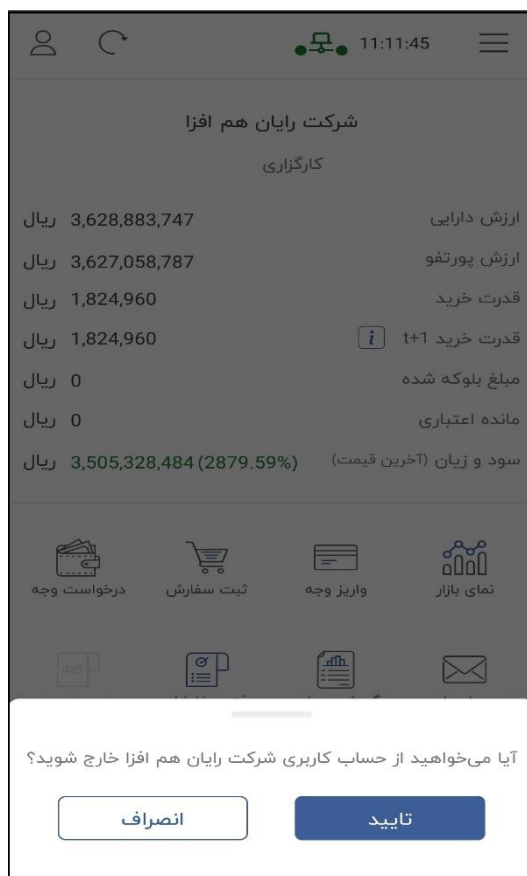 11:11:45
شرکت رایان هم افزا
کارگزاری
ارزش دارایی 3,628,883,747 ریال
ارزش پورتفو 3,627,058,787 ریال
قدرت خرید 1,824,960 ریال
قدرت خرید t+1 i 1,824,960 ریال
مبلغ بلوکه شده 0 ریال
مانده اعتباری 0 ریال
سود و زیان (آخرین قیمت) 3,505,328,484 (2879.59%) ریال
نمای بازار واریز وجه ثبت سفارش درخواست وجه
IPO
آیا می‌خواهید از حساب کاربری شرکت رایان هم افزا خارج شوید؟
تایید انصراف